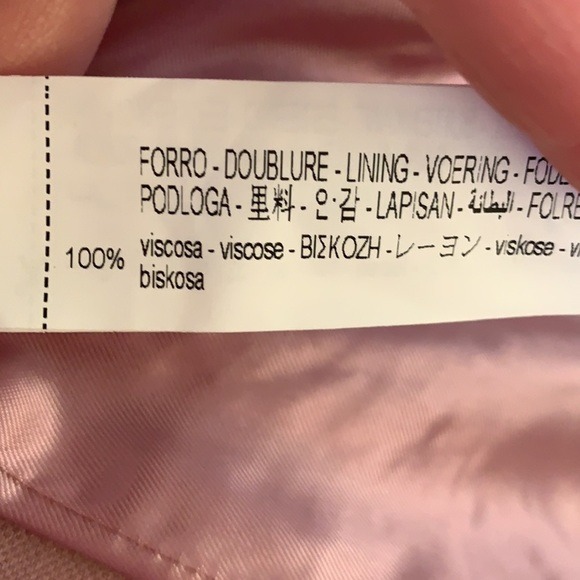 FORRO - DOUBLURE - LINING - VOERING -
PODLOGA - 里料 - 안·감 - LAPISAN - البطانة -
100% viscosa - viscose - ΒΙΣΚΟΖΗ - レーヨン - viskose -
biskosa